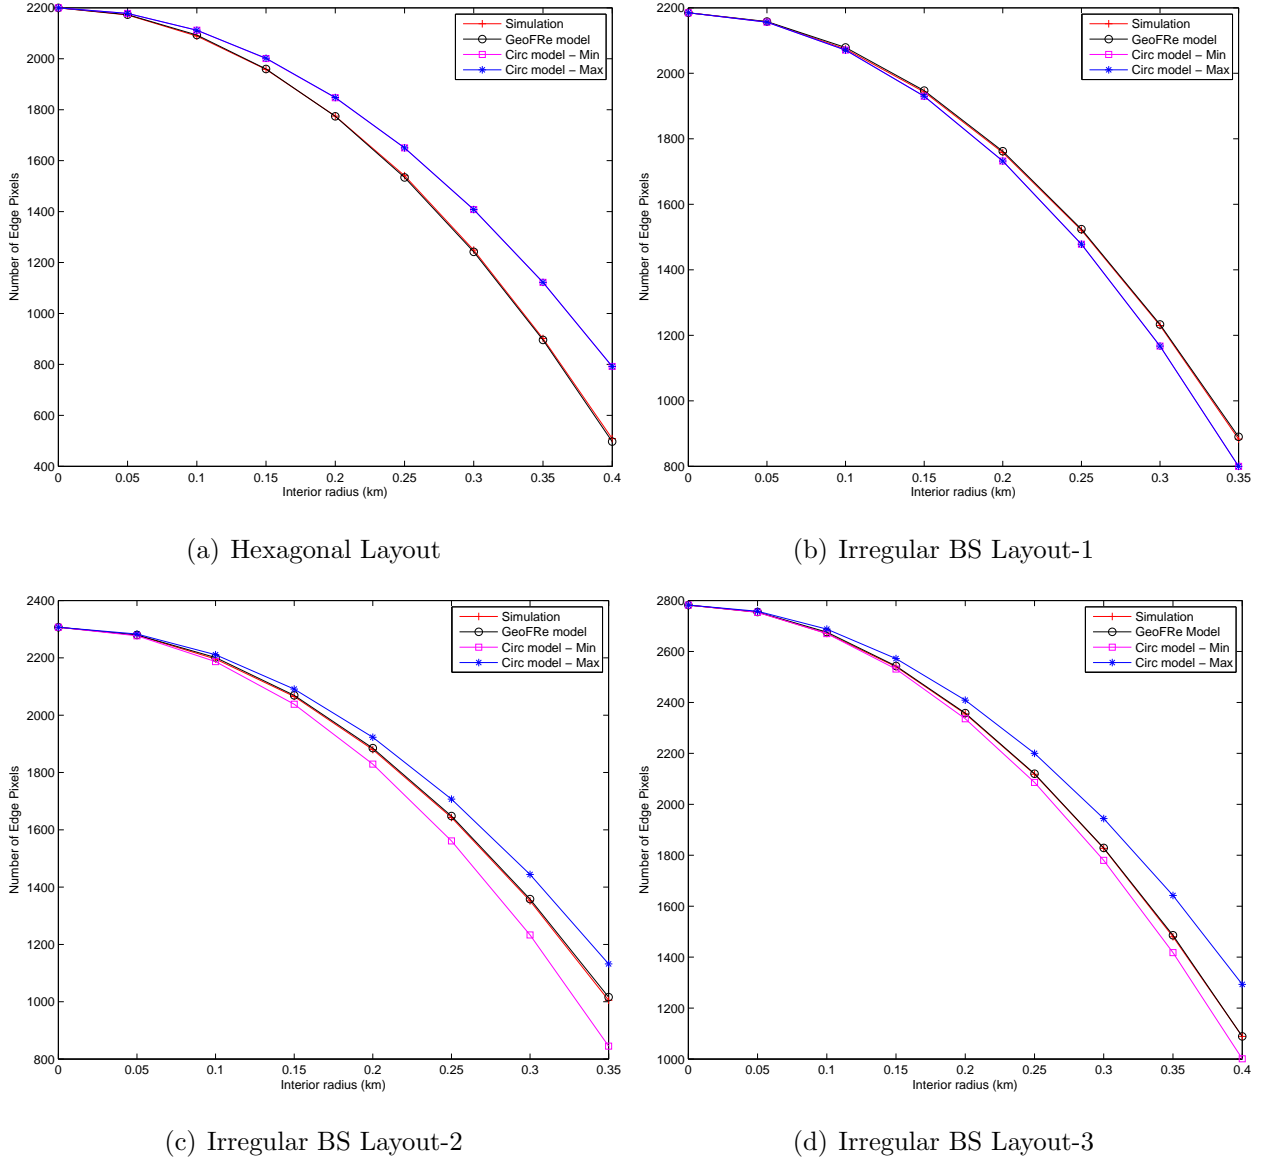 2200
2000
1800
1600
1400
1200
1000
800
600
400
Number of Edge Pixels
Simulation
GeoFRe model
Circ model – Min
Circ model – Max
0 0.05 0.1 0.15 0.2 0.25 0.3 0.35 0.4
Interior radius (km)
(a) Hexagonal Layout
2200
2000
1800
1600
1400
1200
1000
800
Number of Edge Pixels
Simulation
GeoFRe model
Circ model – Min
Circ model – Max
0 0.05 0.1 0.15 0.2 0.25 0.3 0.35
Interior radius (km)
(b) Irregular BS Layout-1
2400
2200
2000
1800
1600
1400
1200
1000
800
Number of Edge Pixels
Simulation
GeoFRe model
Circ model – Min
Circ model – Max
0 0.05 0.1 0.15 0.2 0.25 0.3 0.35
Interior radius (km)
(c) Irregular BS Layout-2
2800
2600
2400
2200
2000
1800
1600
1400
1200
1000
Number of Edge Pixels
Simulation
GeoFRe Model
Circ model – Min
Circ model – Max
0 0.05 0.1 0.15 0.2 0.25 0.3 0.35 0.4
Interior radius (km)
(d) Irregular BS Layout-3